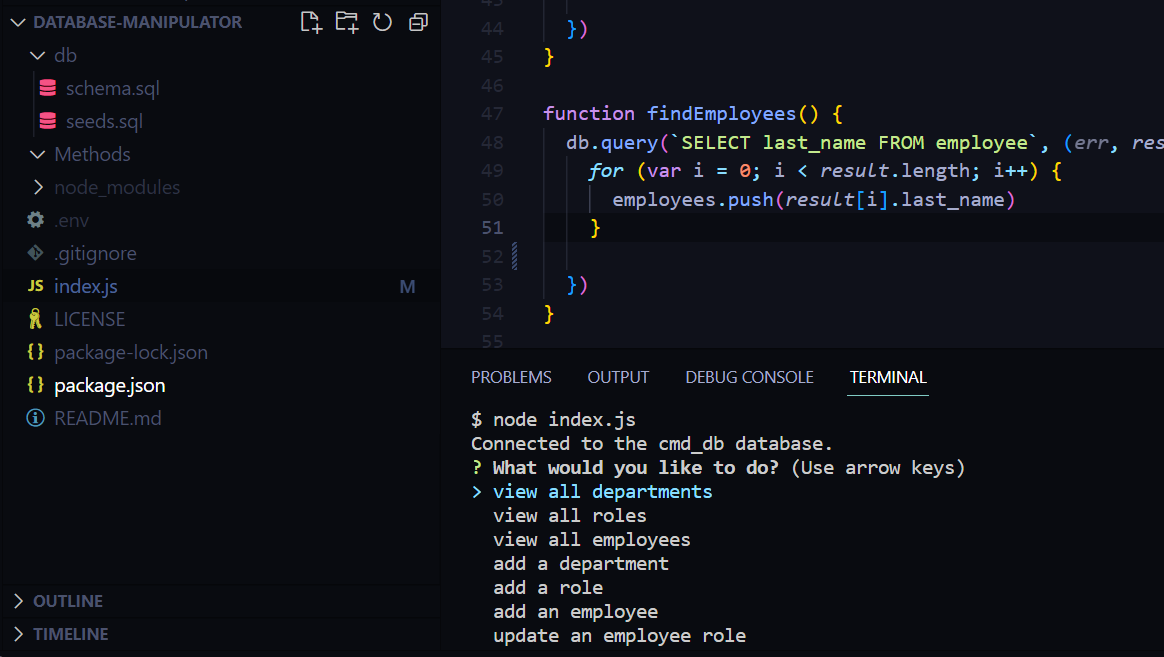 DATABASE-MANIPULATOR
db
schema.sql
seeds.sql
Methods
node_modules
.env
.gitignore
JS index.js M
LICENSE
{} package-lock.json
{} package.json
README.md
OUTLINE
TIMELINE
43
44 })
45 }
46
47 function findEmployees() {
48 db.query(`SELECT last_name FROM employee`, (err, res
49 for (var i = 0; i < result.length; i++) {
50 employees.push(result[i].last_name)
51 }
52
53 })
54 }
55
PROBLEMS OUTPUT DEBUG CONSOLE TERMINAL
$ node index.js
Connected to the cmd_db database.
? What would you like to do? (Use arrow keys)
> view all departments
view all roles
view all employees
add a department
add a role
add an employee
update an employee role